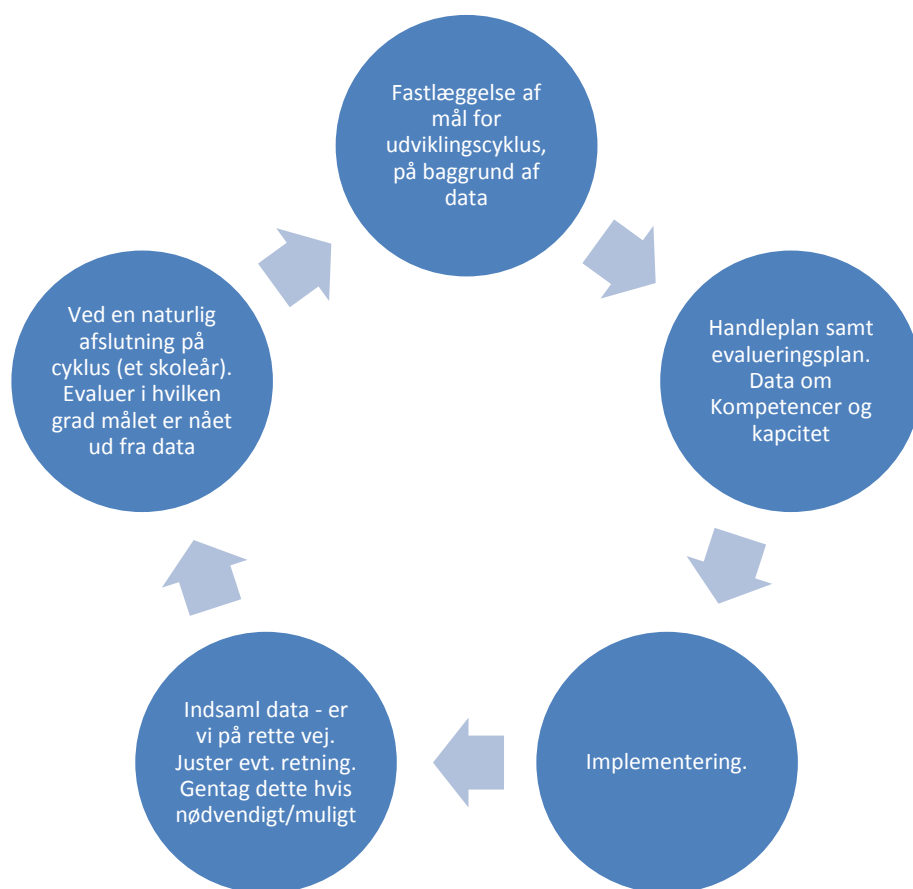 Fastlæggelse af
mål for
udviklingscyklus,
på baggrund af
data
Handleplan samt
evalueringsplan.
Data om
Kompetencer og
kapcitet
Implementering.
Indsaml data - er
vi på rette vej.
Juster evt. retning.
Gentag dette hvis
nødvendigt/muligt
Ved en naturlig
afslutning på
cyklus (et skoleår).
Evaluer i hvilken
grad målet er nået
ud fra data